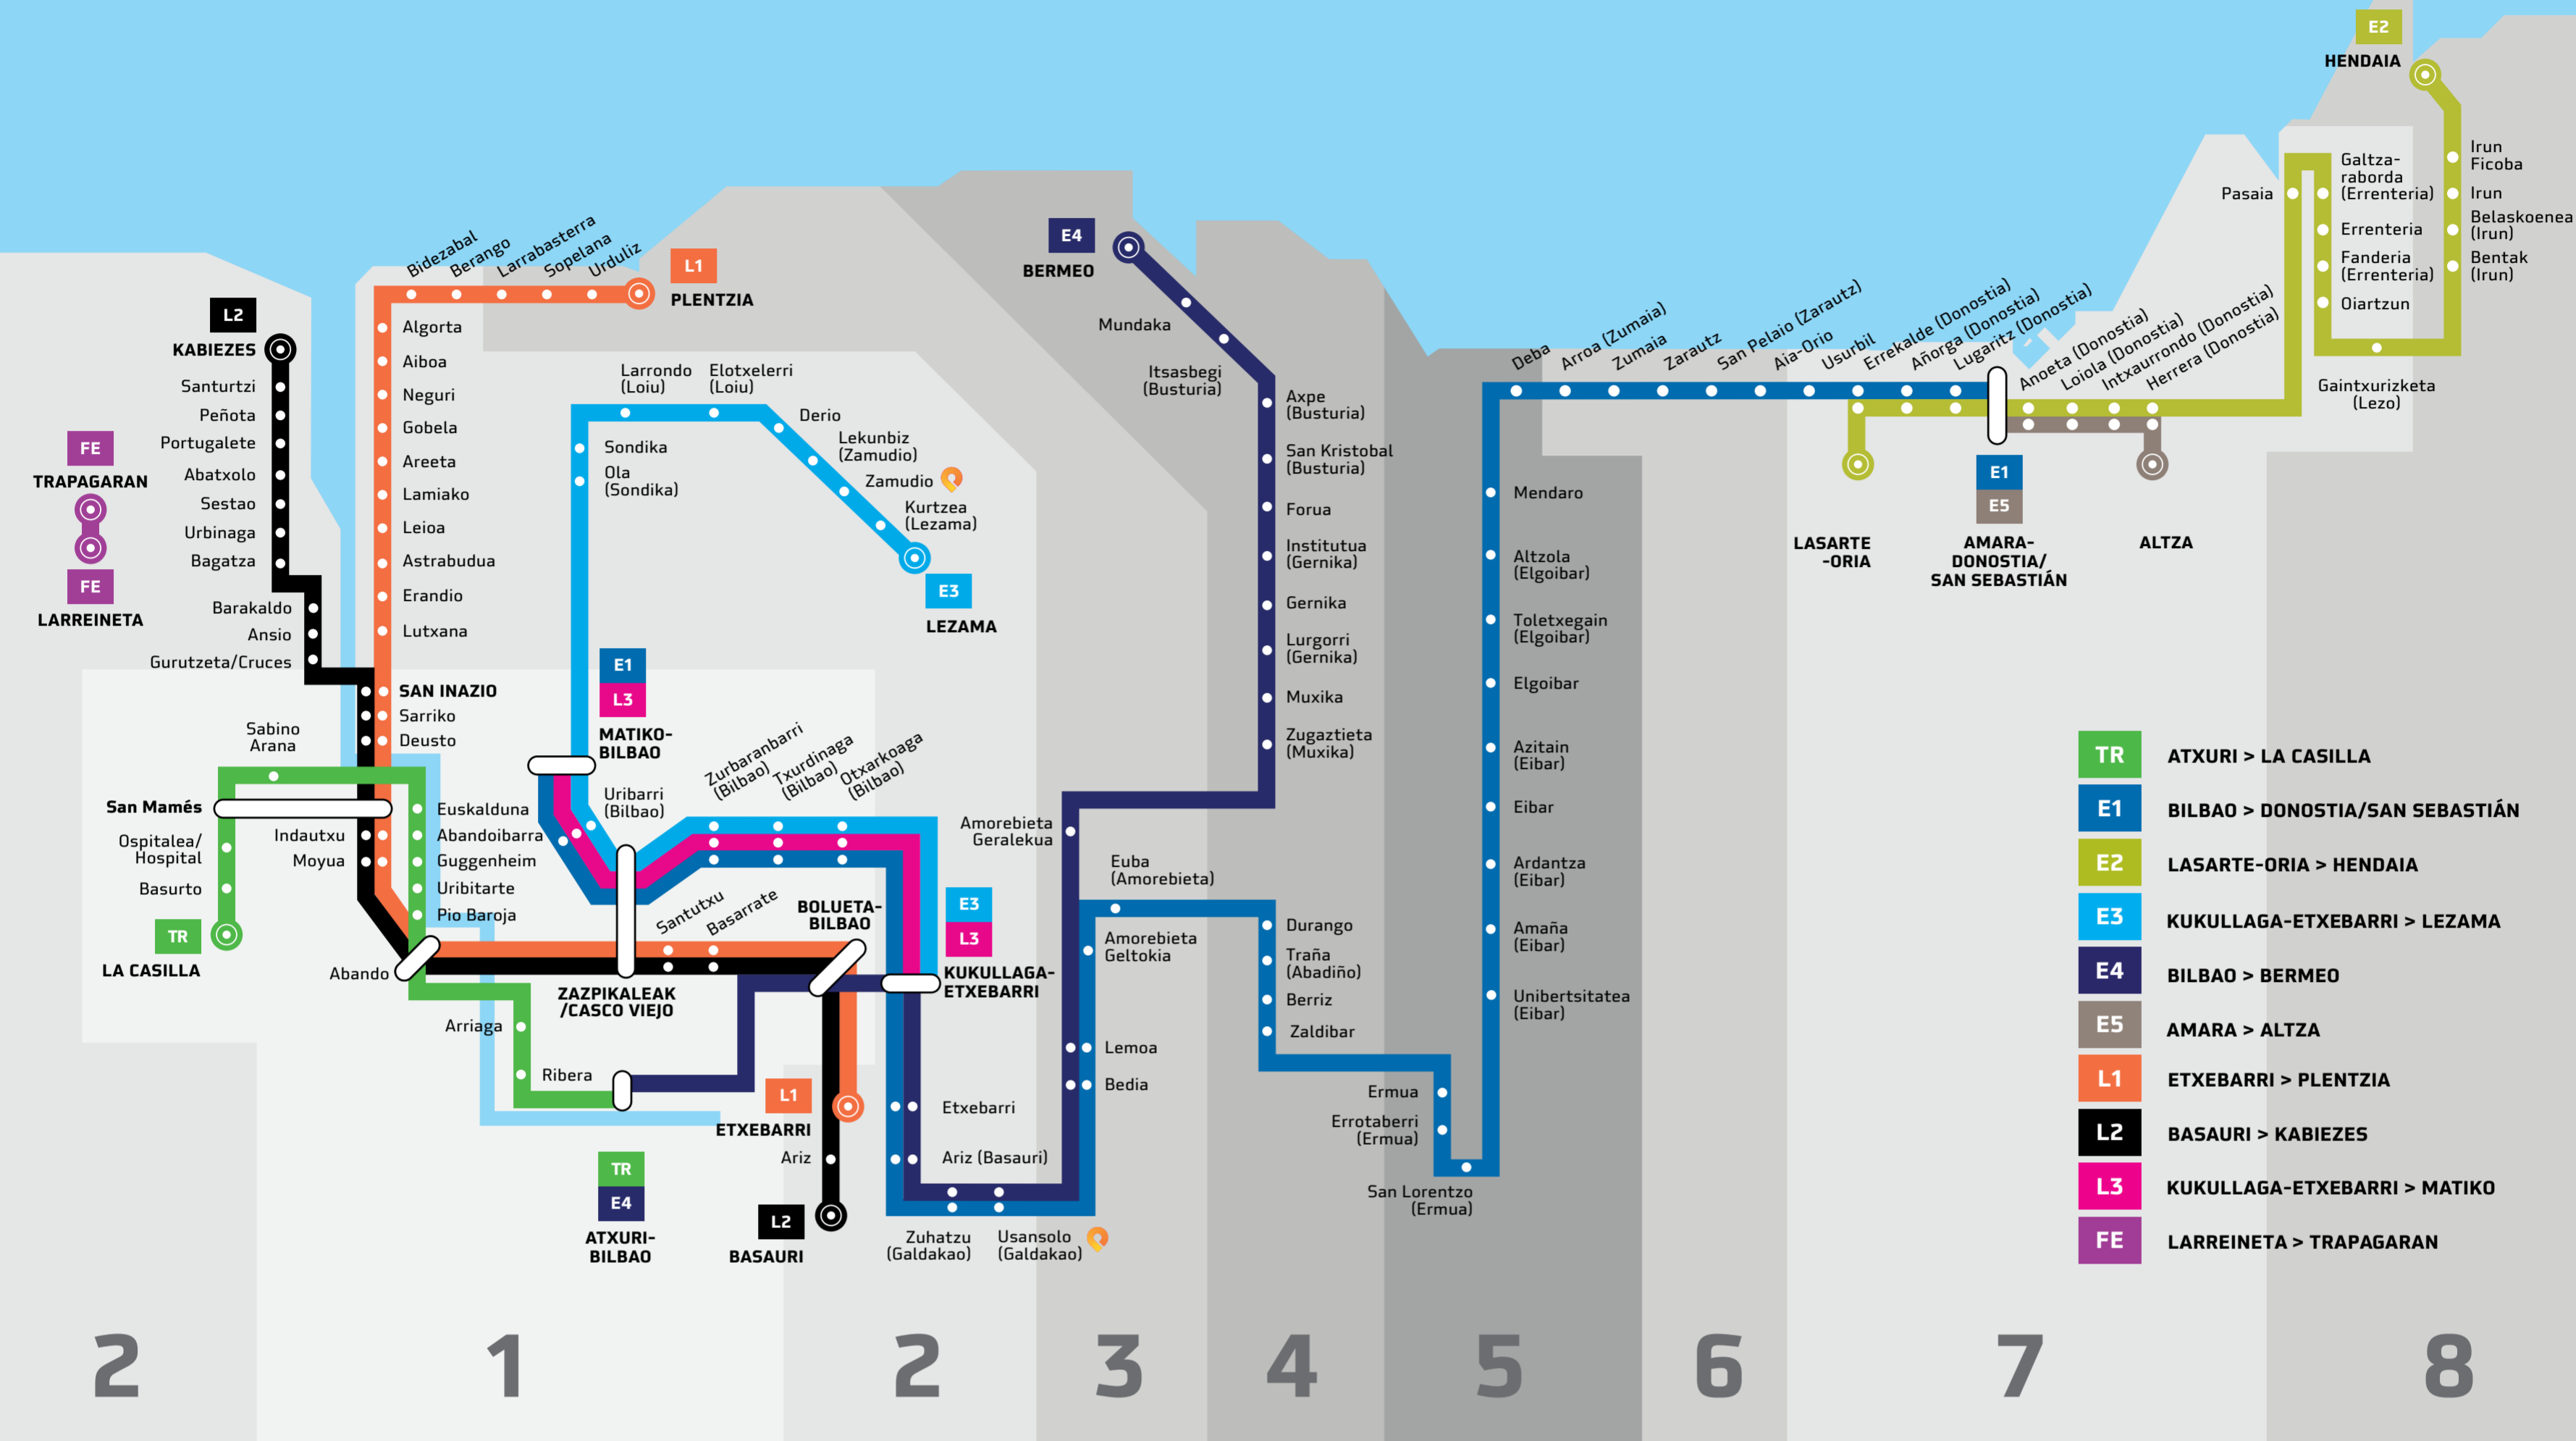 E2
HENDAIA
Irun
Ficoba
Irun
Belaskoenea
(Irun)
Bentak
(Irun)
Galtza-
raborda
(Errenteria)
Pasaia
Errenteria
Fanderia
(Errenteria)
Oiartzun
Gaintxurizketa
(Lezo)
E4
BERMEO
Mundaka
Itsasbegi
(Busturia)
Axpe
(Busturia)
San Kristobal
(Busturia)
Forua
Institutua
(Gernika)
Gernika
Lurgorri
(Gernika)
Muxika
Zugaztieta
(Muxika)
Amorebieta
Geralekua
Bidezabal
Berango
Larrabasterra
Sopelana
Urduliz
L1
PLENTZIA
Algorta
Aiboa
Neguri
Gobela
Areeta
Lamiako
Leioa
Astrabudua
Erandio
Lutxana
SAN INAZIO
Sarriko
Deusto
L2
KABIEZES
Santurtzi
Peñota
Portugalete
Abatxolo
Sestao
Urbinaga
Bagatza
Barakaldo
Ansio
Gurutzeta/Cruces
FE
TRAPAGARAN
FE
LARREINETA
Larrondo
(Loiu)
Elotxelerri
(Loiu)
Derio
Lekunbiz
(Zamudio)
Zamudio
Kurtzea
(Lezama)
E3
LEZAMA
Sondika
Ola
(Sondika)
E1
L3
MATIKO-
BILBAO
Uribarri
(Bilbao)
Zurbaranbarri
(Bilbao)
Txurdinaga
(Bilbao)
Otxarkoaga
(Bilbao)
Sabino
Arana
San Mamés
Ospitalea/
Hospital
Basurto
TR
LA CASILLA
Indautxu
Moyua
Euskalduna
Abandoibarra
Guggenheim
Uribitarte
Pio Baroja
Abando
Arriaga
Ribera
Santutxu
Basarrate
BOLUETA-
BILBAO
ZAZPIKALEAK
/CASCO VIEJO
E3
L3
KUKULLAGA-
ETXEBARRI
L1
ETXEBARRI
Ariz
L2
BASAURI
TR
E4
ATXURI-
BILBAO
Etxebarri
Ariz (Basauri)
Zuhatzu
(Galdakao)
Usansolo
(Galdakao)
Bedia
Lemoa
Amorebieta
Geltokia
Euba
(Amorebieta)
Durango
Traña
(Abadiño)
Berriz
Zaldibar
Ermua
Errotaberri
(Ermua)
San Lorentzo
(Ermua)
Unibertsitatea
(Eibar)
Amaña
(Eibar)
Ardantza
(Eibar)
Eibar
Azitain
(Eibar)
Elgoibar
Toletxegain
(Elgoibar)
Altzola
(Elgoibar)
Mendaro
Deba
Arroa (Zumaia)
Zumaia
Zarautz
San Pelaio (Zarautz)
Aia-Orio
Usurbil
Errekalde (Donostia)
Añorga (Donostia)
Lugaritz (Donostia)
Anoeta (Donostia)
Loiola (Donostia)
Intxaurrondo (Donostia)
Herrera (Donostia)
LASARTE
-ORIA
E1
E5
AMARA-
DONOSTIA/
SAN SEBASTIÁN
ALTZA
TR ATXURI > LA CASILLA
E1 BILBAO > DONOSTIA/SAN SEBASTIÁN
E2 LASARTE-ORIA > HENDAIA
E3 KUKULLAGA-ETXEBARRI > LEZAMA
E4 BILBAO > BERMEO
E5 AMARA > ALTZA
L1 ETXEBARRI > PLENTZIA
L2 BASAURI > KABIEZES
L3 KUKULLAGA-ETXEBARRI > MATIKO
FE LARREINETA > TRAPAGARAN
2 1 2 3 4 5 6 7 8